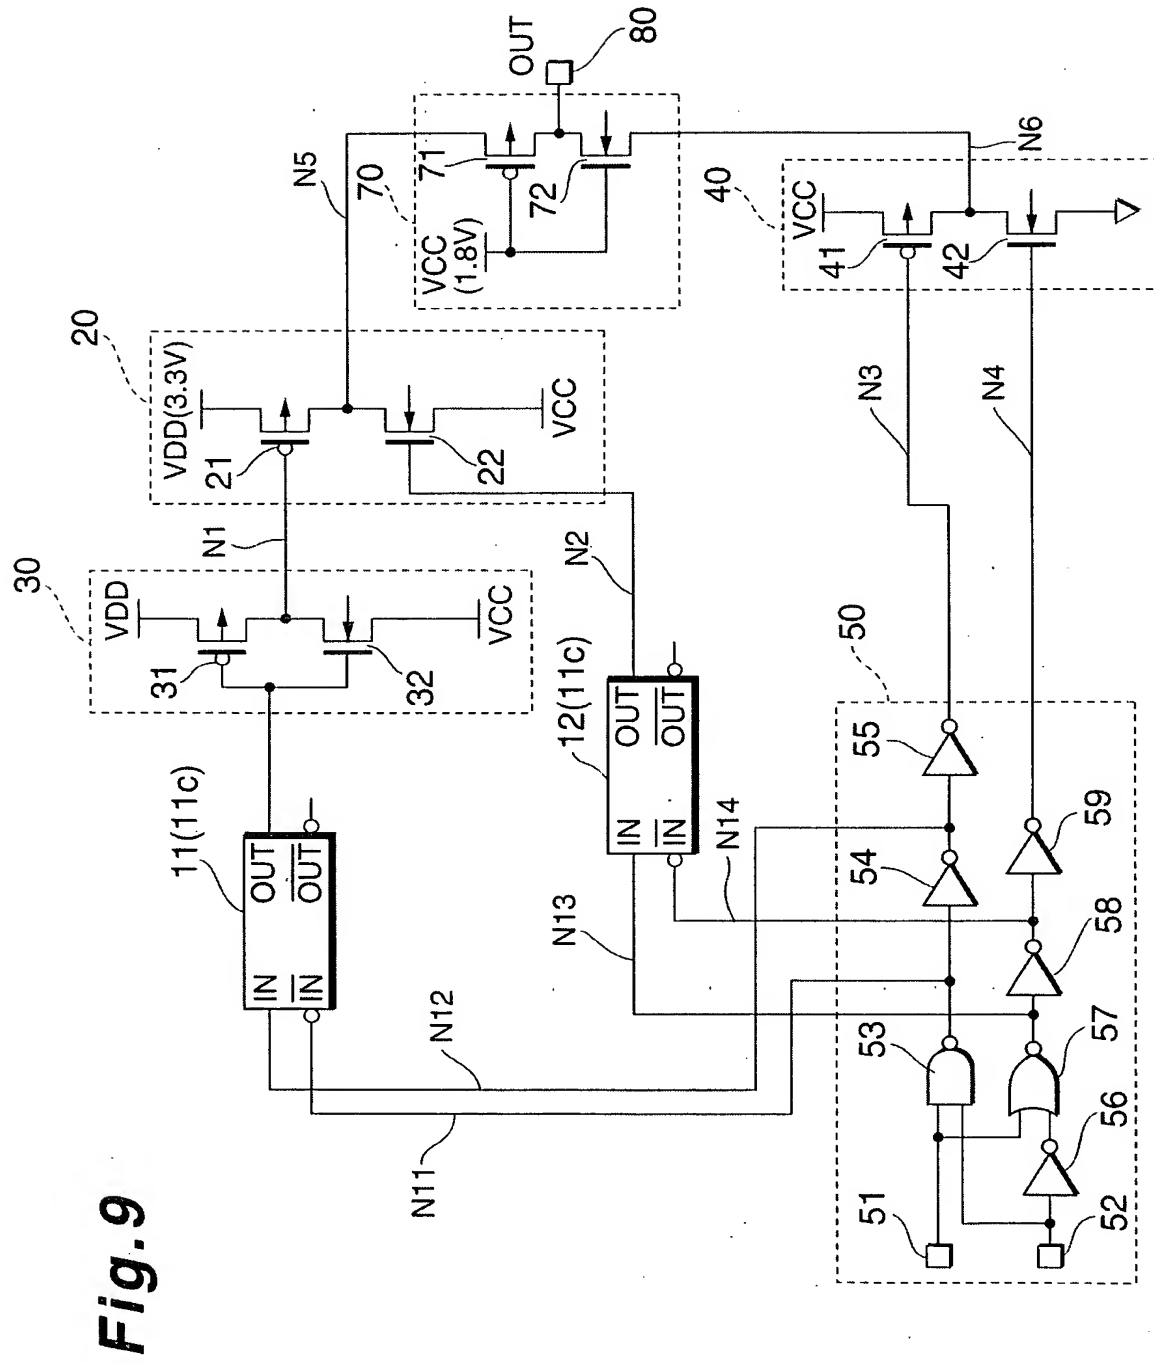 Fig.9
30
VDD
31
32
VCC
N1
20
VDD(3.3V)
21
22
VCC
N5
70
VCC
(1.8V)
71
72
OUT
80
11(11c)
IN
OUT
IN
OUT
12(11c)
IN
OUT
IN
OUT
N2
N11
N12
N13
N14
50
51
52
53
54
55
56
57
58
59
N3
N4
40
VCC
41
42
N6